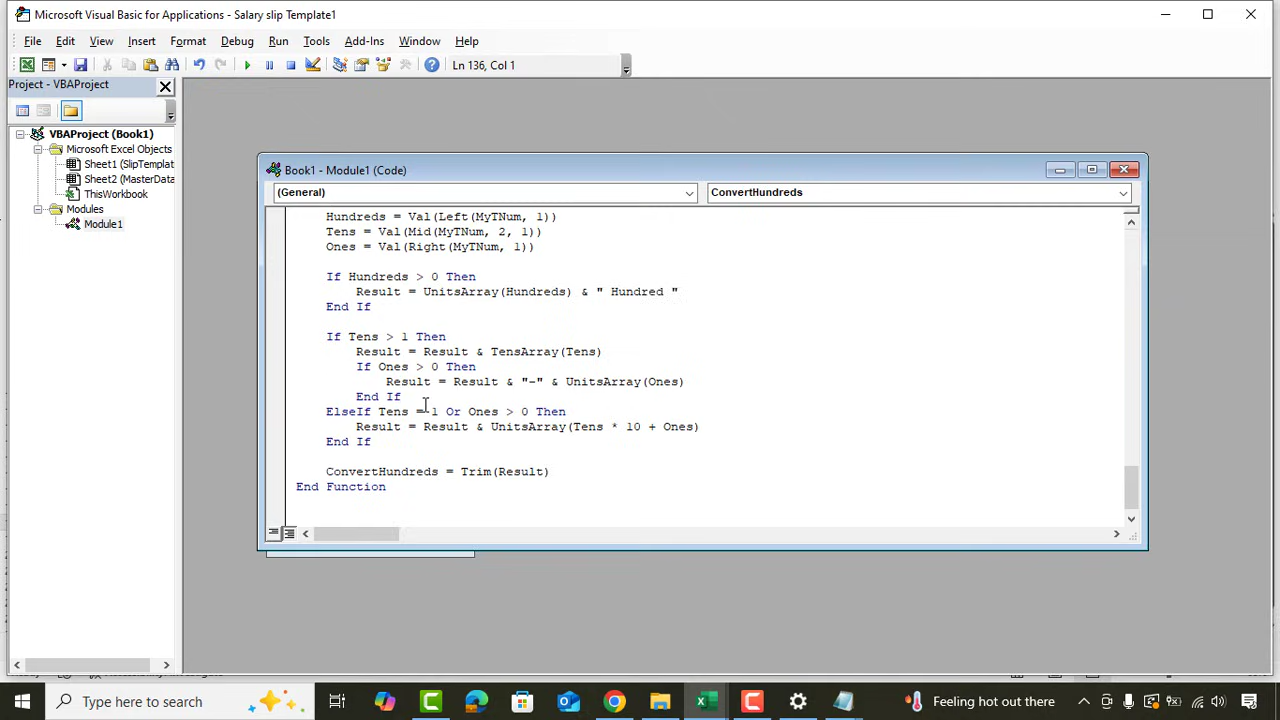 Microsoft Visual Basic for Applications - Salary slip Template1
File Edit View Insert Format Debug Run Tools Add-Ins Window Help
Ln 136, Col 1
Project - VBAProject
VBAProject (Book1)
Microsoft Excel Objects
Sheet1 (SlipTemplat
Sheet2 (MasterData
ThisWorkbook
Modules
Module1
Book1 - Module1 (Code)
(General) ConvertHundreds
Hundreds = Val(Left(MyTNum, 1))
Tens = Val(Mid(MyTNum, 2, 1))
Ones = Val(Right(MyTNum, 1))
If Hundreds > 0 Then
Result = UnitsArray(Hundreds) & " Hundred "
End If
If Tens > 1 Then
Result = Result & TensArray(Tens)
If Ones > 0 Then
Result = Result & "-" & UnitsArray(Ones)
End If
ElseIf Tens = 1 Or Ones > 0 Then
Result = Result & UnitsArray(Tens * 10 + Ones)
End If
ConvertHundreds = Trim(Result)
End Function
Type here to search
Feeling hot out there